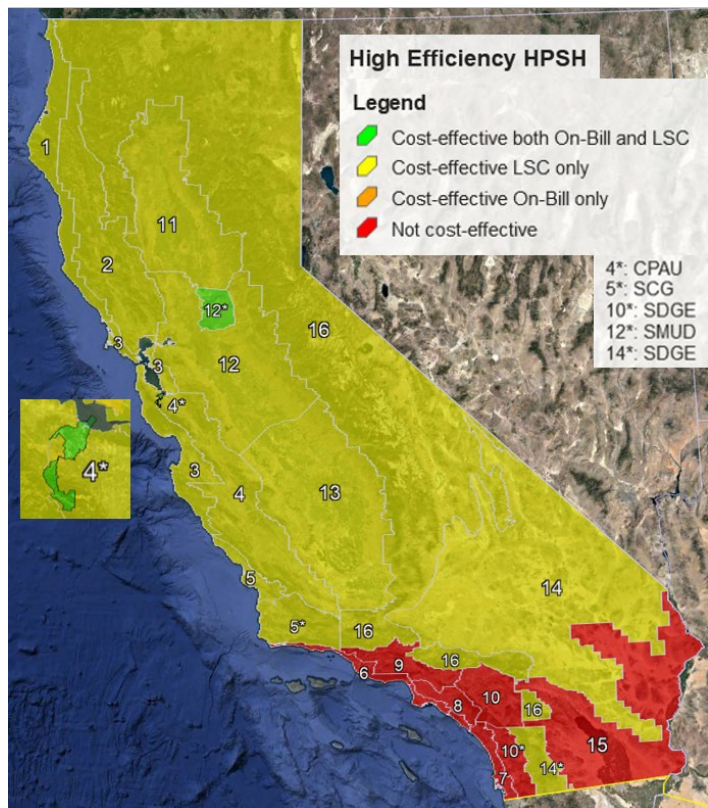 High Efficiency HPSH
Legend
Cost-effective both On-Bill and LSC
Cost-effective LSC only
Cost-effective On-Bill only
Not cost-effective
4*: CPAU
5*: SCG
10*: SDGE
12*: SMUD
14*: SDGE
1
11
2
12*
16
3
3
12
4*
4*
3
4
13
5
14
5*
16
16
9
6
10
16
8
15
10*
14*
7